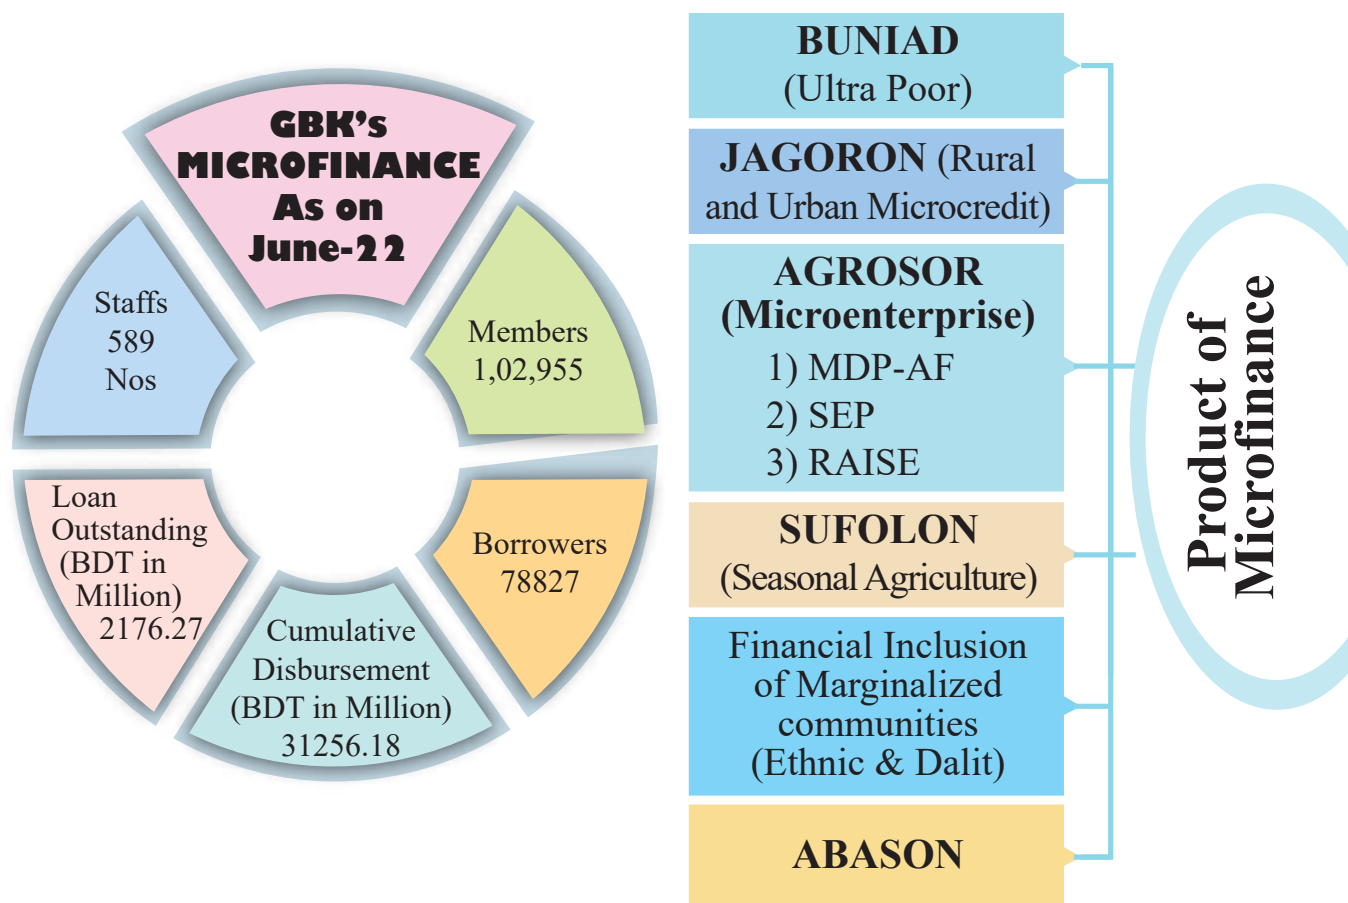 GBK's
MICROFINANCE
As on
June-22
Members
1,02,955
Borrowers
78827
Cumulative
Disbursement
(BDT in Million)
31256.18
Loan
Outstanding
(BDT in
Million)
2176.27
Staffs
589
Nos
BUNIAD
(Ultra Poor)
JAGORON (Rural
and Urban Microcredit)
AGROSOR
(Microenterprise)
1) MDP-AF
2) SEP
3) RAISE
SUFOLON
(Seasonal Agriculture)
Financial Inclusion
of Marginalized
communities
(Ethnic & Dalit)
ABASON
Product of
Microfinance